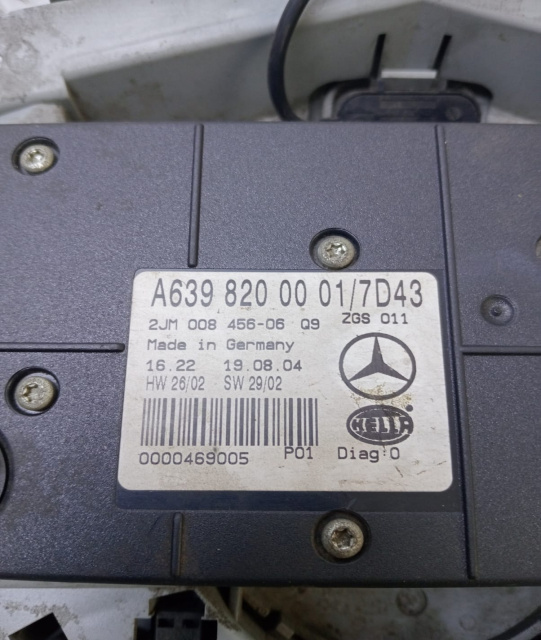 A639 820 00 01/7D43
2JM 008 456-06 Q9 ZGS 011
Made in Germany
16.22 19.08.04
HW 26/02 SW 29/02
HELLA
0000469005 P01 Diag:0